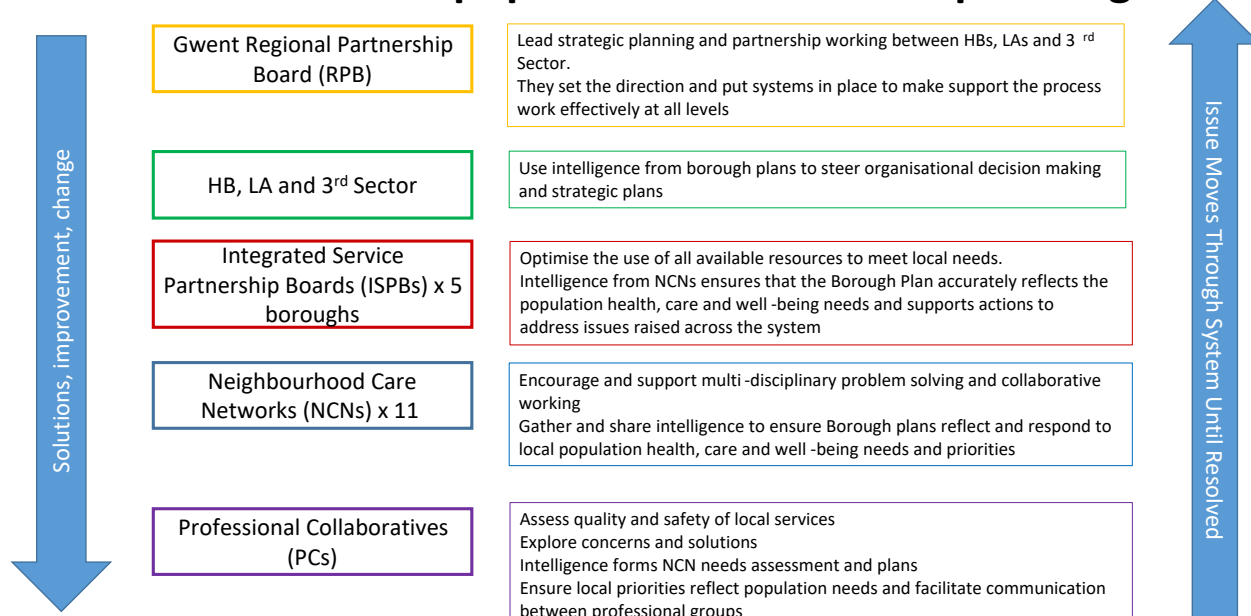 Gwent Regional Partnership
Board (RPB)
Lead strategic planning and partnership working between HBs, LAs and 3 rd
Sector.
They set the direction and put systems in place to make support the process
work effectively at all levels
HB, LA and 3rd Sector
Use intelligence from borough plans to steer organisational decision making
and strategic plans
Integrated Service
Partnership Boards (ISPBs) x 5
boroughs
Optimise the use of all available resources to meet local needs.
Intelligence from NCNs ensures that the Borough Plan accurately reflects the
population health, care and well -being needs and supports actions to
address issues raised across the system
Neighbourhood Care
Networks (NCNs) x 11
Encourage and support multi -disciplinary problem solving and collaborative
working
Gather and share intelligence to ensure Borough plans reflect and respond to
local population health, care and well -being needs and priorities
Professional Collaboratives
(PCs)
Assess quality and safety of local services
Explore concerns and solutions
Intelligence forms NCN needs assessment and plans
Ensure local priorities reflect population needs and facilitate communication
between professional groups
Solutions, improvement, change
Issue Moves Through System Until Resolved